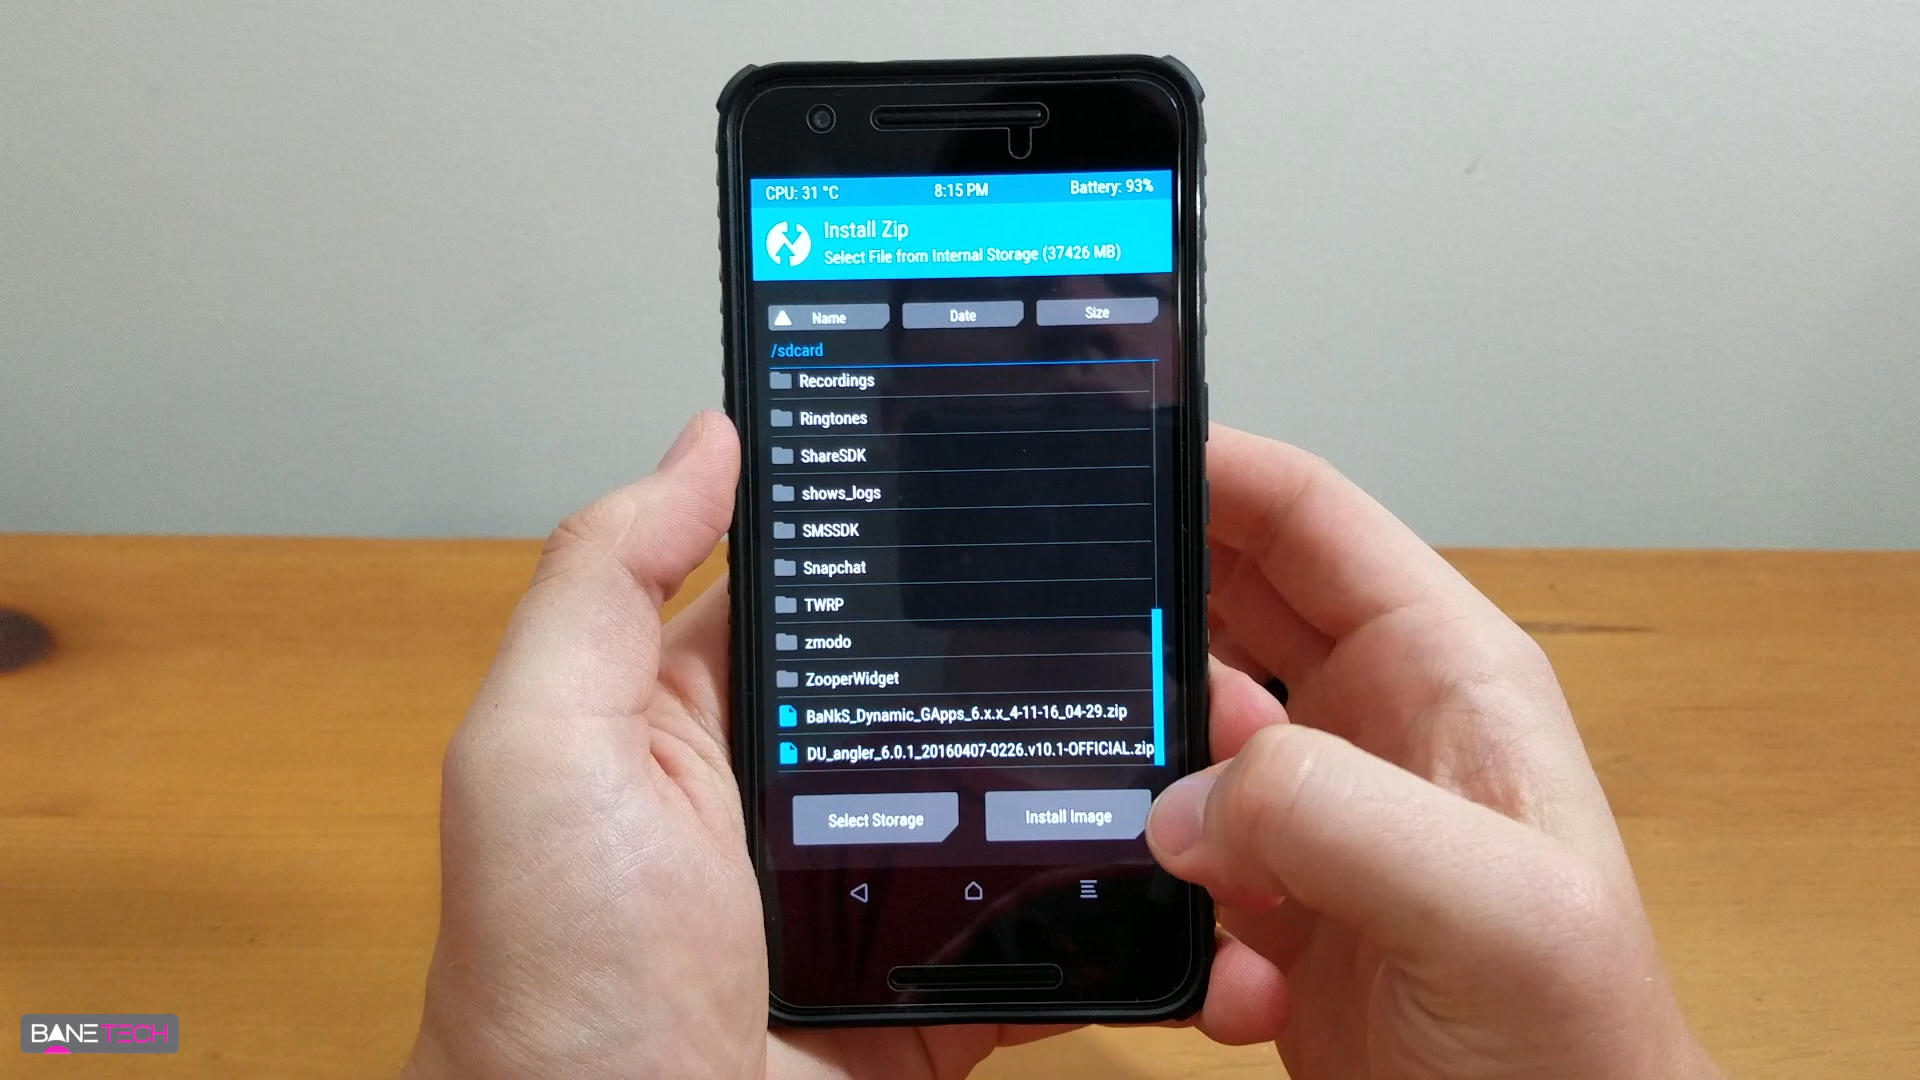 CPU: 31 °C 8:15 PM Battery: 93%
Install Zip
Select File from Internal Storage (37426 MB)
Name Date Size
/sdcard
Recordings
Ringtones
ShareSDK
shows_logs
SMSSDK
Snapchat
TWRP
zmodo
ZooperWidget
BaNkS_Dynamic_GApps_6.x.x_4-11-16_04-29.zip
DU_angler_6.0.1_20160407-0226.v10.1-OFFICIAL.zip
Select Storage Install Image
BANETECH